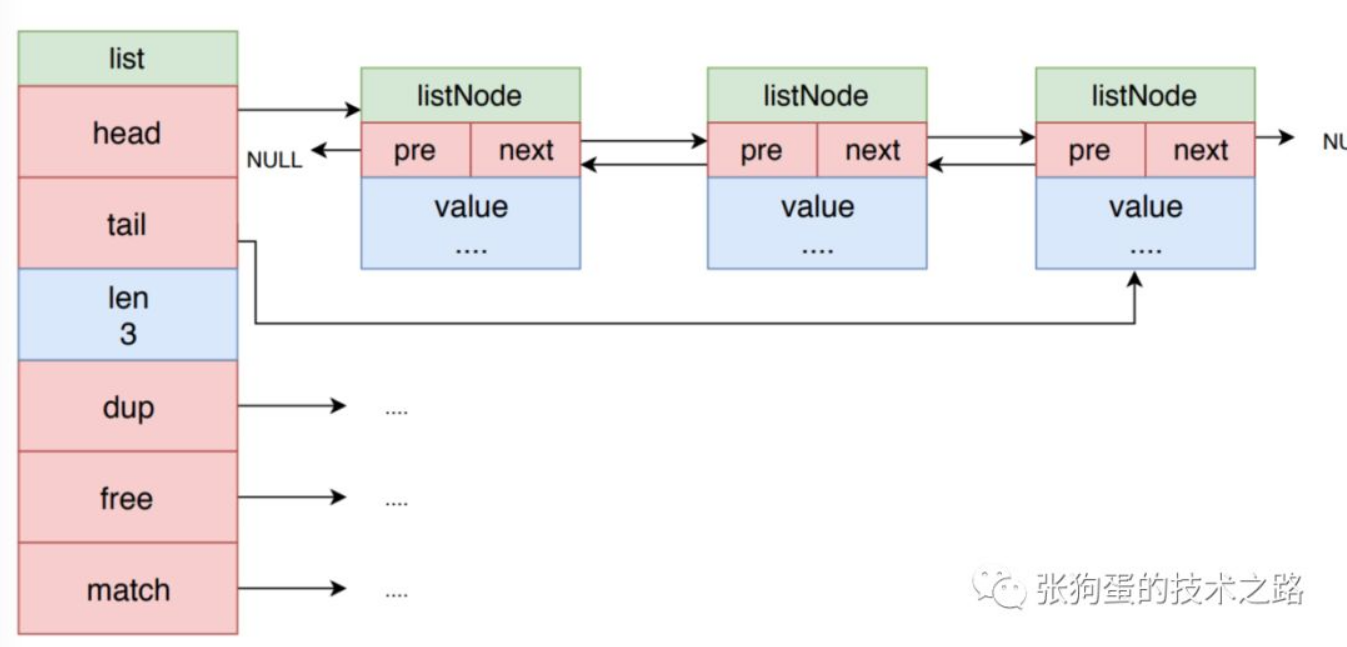 list
head
tail
len
3
dup
free
match
NULL
listNode
pre next
value
....
listNode
pre next
value
....
listNode
pre next
value
....
....
....
....
张狗蛋的技术之路